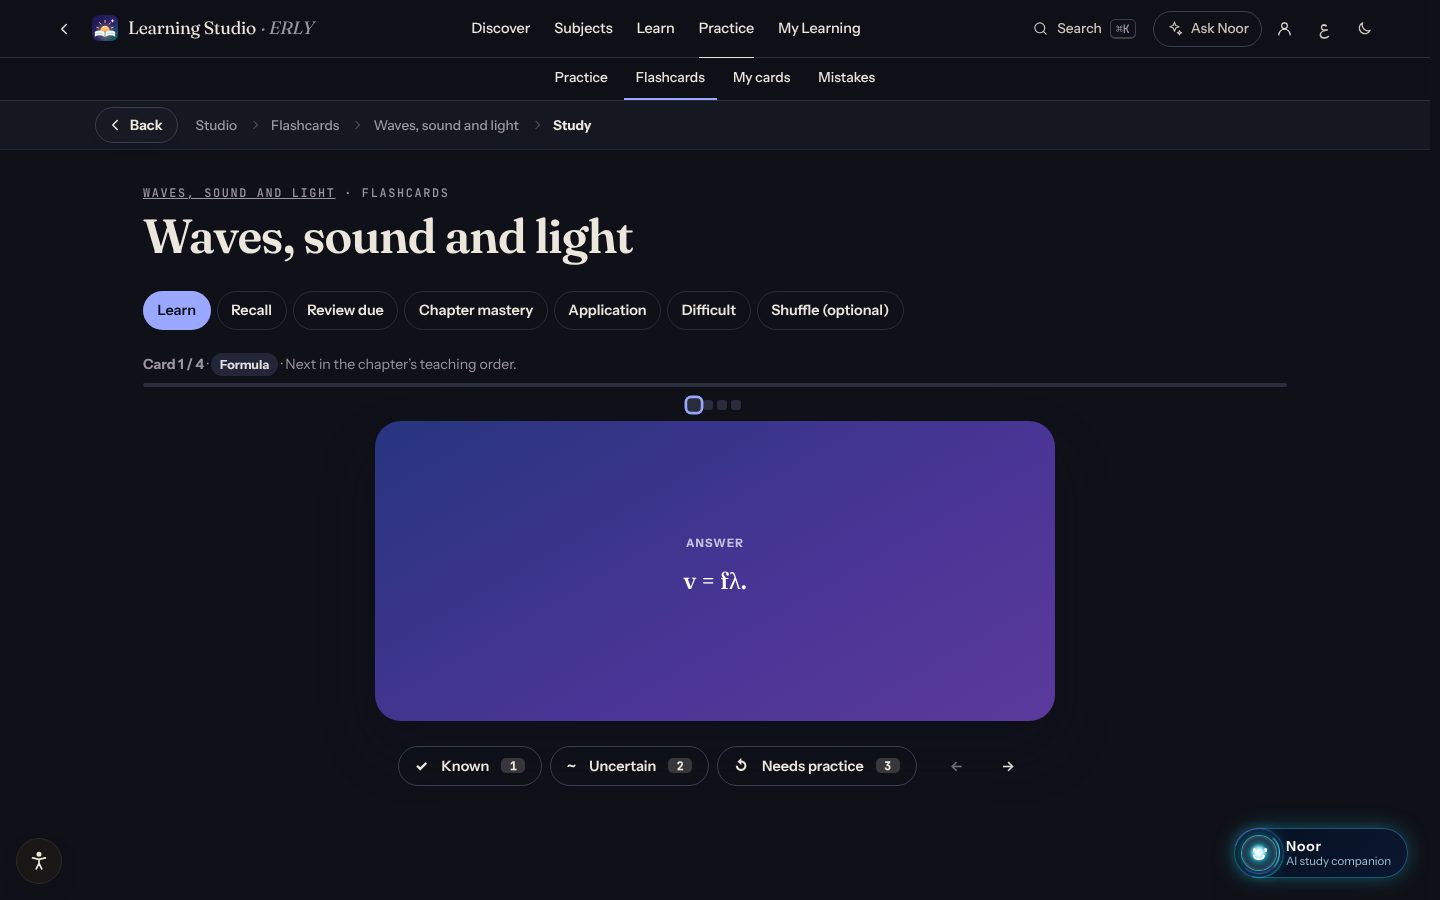 Learning Studio · ERLY
Discover Subjects Learn Practice My Learning
Search ⌘K Ask Noor ع
Practice Flashcards My cards Mistakes
Back Studio Flashcards Waves, sound and light Study
WAVES, SOUND AND LIGHT · FLASHCARDS
Waves, sound and light
Learn Recall Review due Chapter mastery Application Difficult Shuffle (optional)
Card 1 / 4 · Formula · Next in the chapter’s teaching order.
ANSWER
v = fλ.
✓ Known 1 ~ Uncertain 2 Needs practice 3 ← →
Noor
AI study companion